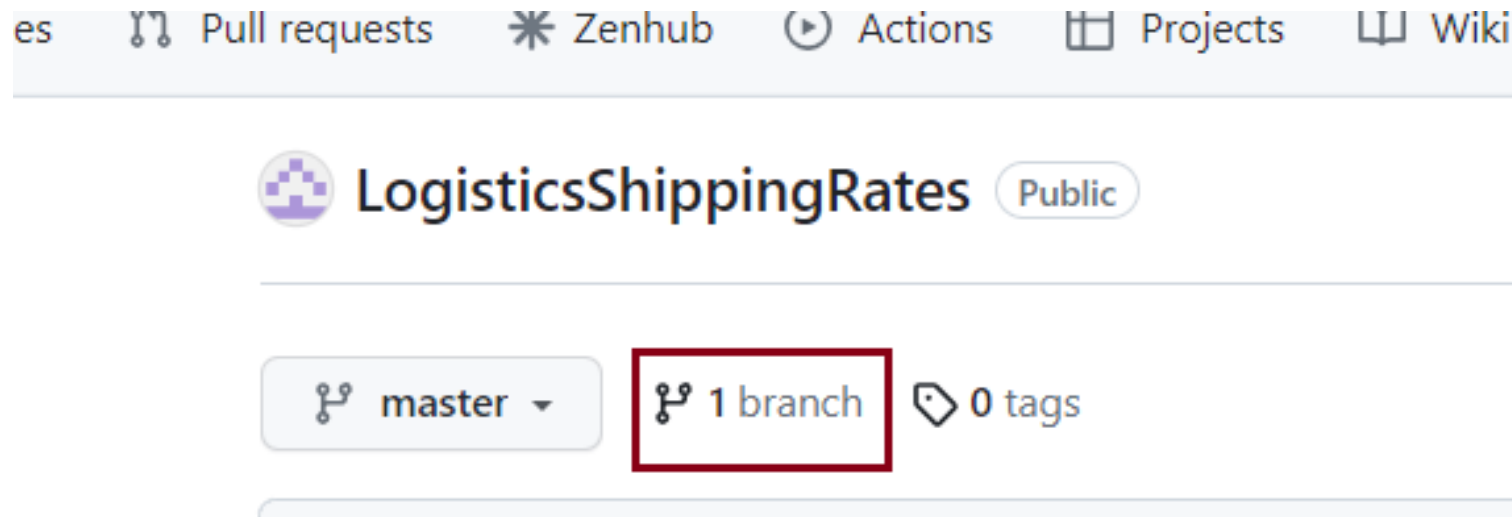 es Pull requests Zenhub Actions Projects Wiki
LogisticsShippingRates Public
master 1 branch 0 tags